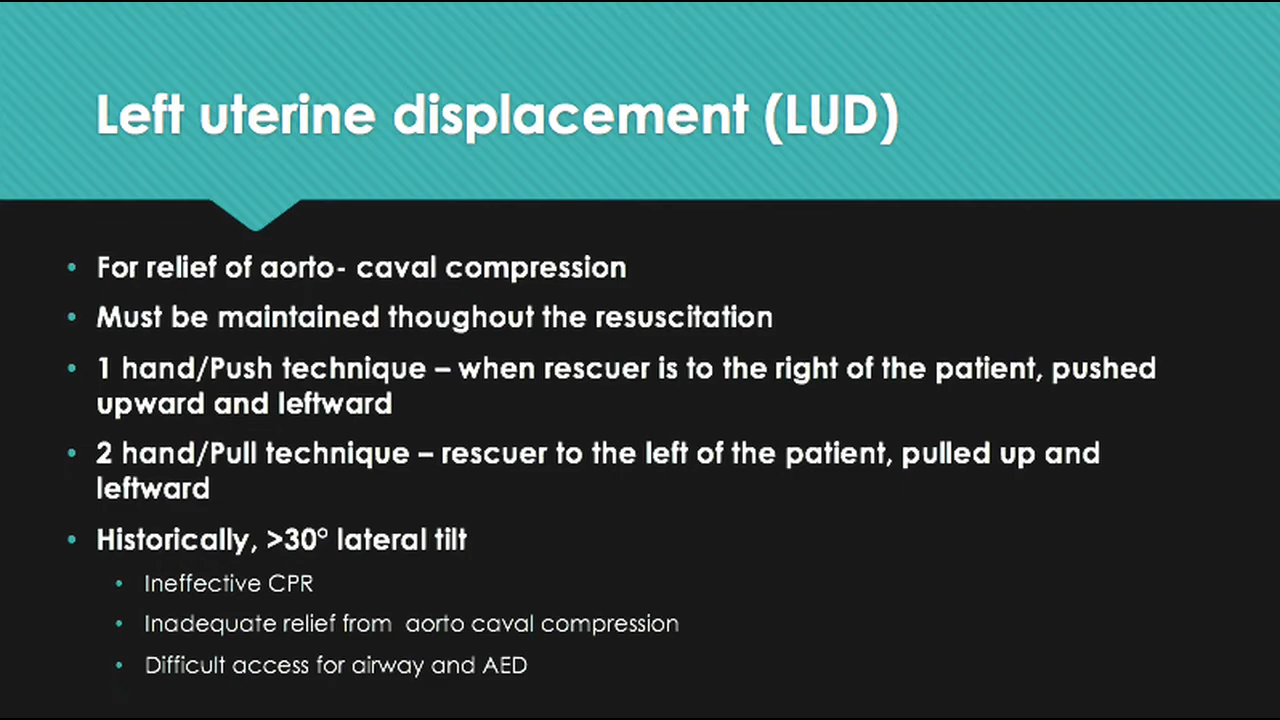 Left uterine displacement (LUD)
• For relief of aorto- caval compression
• Must be maintained thoughout the resuscitation
• 1 hand/Push technique – when rescuer is to the right of the patient, pushed
upward and leftward
• 2 hand/Pull technique – rescuer to the left of the patient, pulled up and
leftward
• Historically, >30° lateral tilt
• Ineffective CPR
• Inadequate relief from  aorto caval compression
• Difficult access for airway and AED